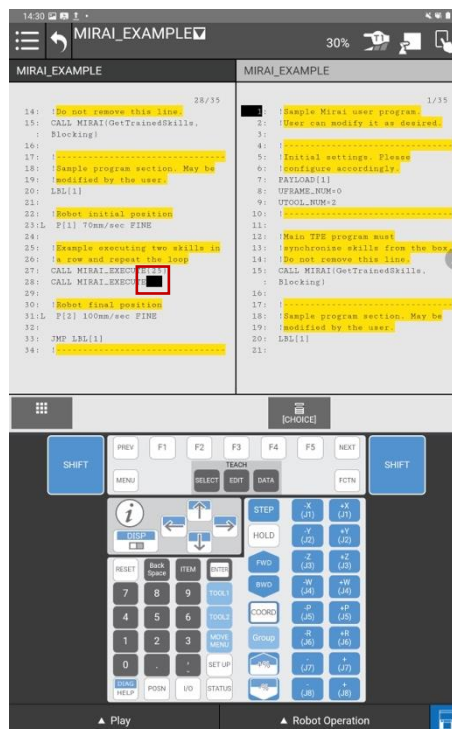 14:30
MIRAI_EXAMPLE
30%
T1
MIRAI_EXAMPLE
28/35
14: !Do not remove this line.
15: CALL MIRAI(GetTrainedSkills,
: Blocking)
16:
17: !----------------------------
18: !Sample program section. May be
19: !modified by the user.
20: LBL[1]
21:
22: !Robot initial position
23:L P[1] 70mm/sec FINE
24:
25: !Example executing two skills in
26: !a row and repeat the loop
27: CALL MIRAI_EXECUTE(25)
28: CALL MIRAI_EXECUTE
29:
30: !Robot final position
31:L P[2] 100mm/sec FINE
32:
33: JMP LBL[1]
34: !----------------------------
MIRAI_EXAMPLE
1/35
1: !Sample Mirai user program.
2: !User can modify it as desired.
3:
4: !----------------------------
5: !Initial settings. Please
6: !configure accordingly.
7: PAYLOAD[1]
8: UFRAME_NUM=0
9: UTOOL_NUM=2
10: !----------------------------
11:
12: !Main TPE program must
13: !synchronize skills from the box
14: !Do not remove this line.
15: CALL MIRAI(GetTrainedSkills,
: Blocking)
16:
17: !----------------------------
18: !Sample program section. May be
19: !modified by the user.
20: LBL[1]
21:
[CHOICE]
SHIFT
PREV
F1
F2
F3
F4
F5
NEXT
SHIFT
MENU
TEACH
SELECT
EDIT
DATA
FCTN
i
DISP
STEP
-X
(J1)
+X
(J1)
HOLD
-Y
(J2)
+Y
(J2)
RESET
Back
Space
ITEM
ENTER
FWD
-Z
(J3)
+Z
(J3)
7
8
9
TOOL1
BWD
-W
(J4)
+W
(J4)
4
5
6
TOOL2
COORD
-P
(J5)
+P
(J5)
1
2
3
MOVE
MENU
Group
-R
(J6)
+R
(J6)
0
.
SET UP
+%
-
(J7)
+
(J7)
DIAG
HELP
POSN
I/O
STATUS
-%
-
(J8)
+
(J8)
▲ Play
▲ Robot Operation